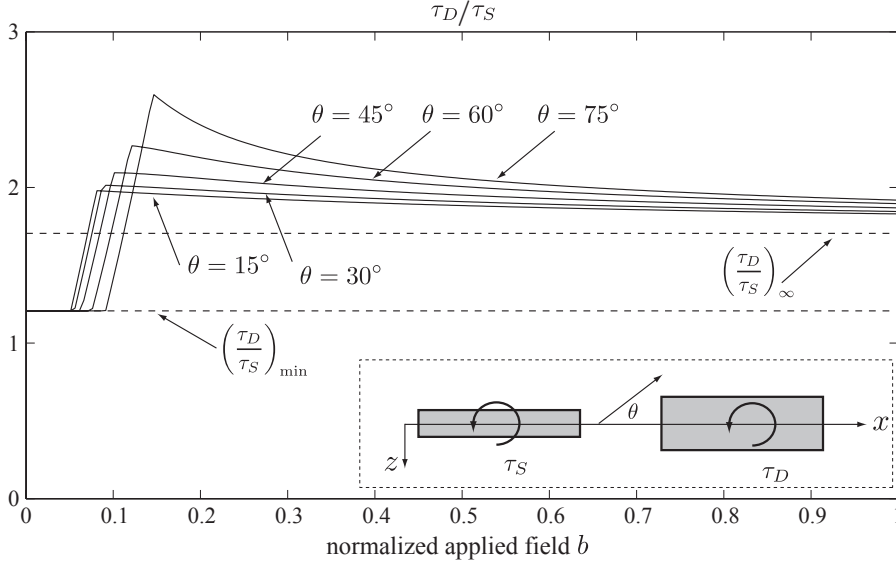 τ_D/τ_S
3
2
1
0
θ = 45° θ = 60° θ = 75°
θ = 15° θ = 30°
(τ_D/τ_S)_∞
(τ_D/τ_S)_min
θ
x
z
τ_S
τ_D
0 0.1 0.2 0.3 0.4 0.5 0.6 0.7 0.8 0.9
normalized applied field b